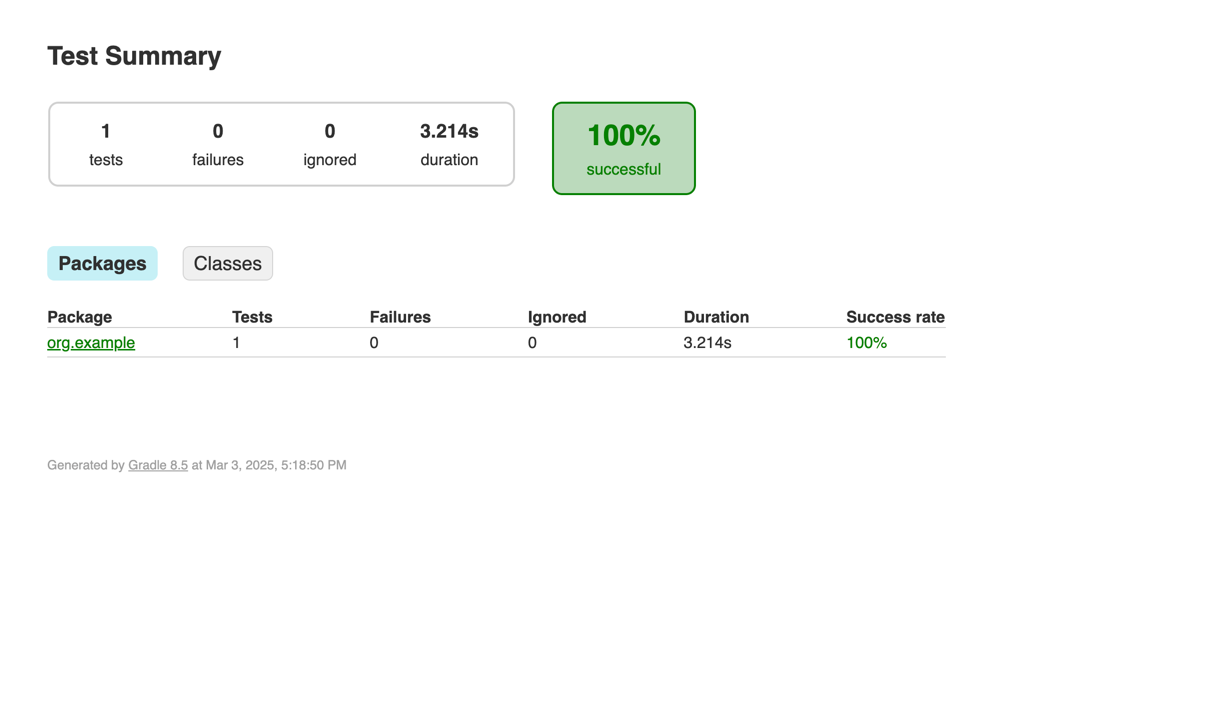 Test Summary
1 0 0 3.214s 100%
tests failures ignored duration successful
Packages Classes
Package Tests Failures Ignored Duration Success rate
org.example 1 0 0 3.214s 100%
Generated by Gradle 8.5 at Mar 3, 2025, 5:18:50 PM